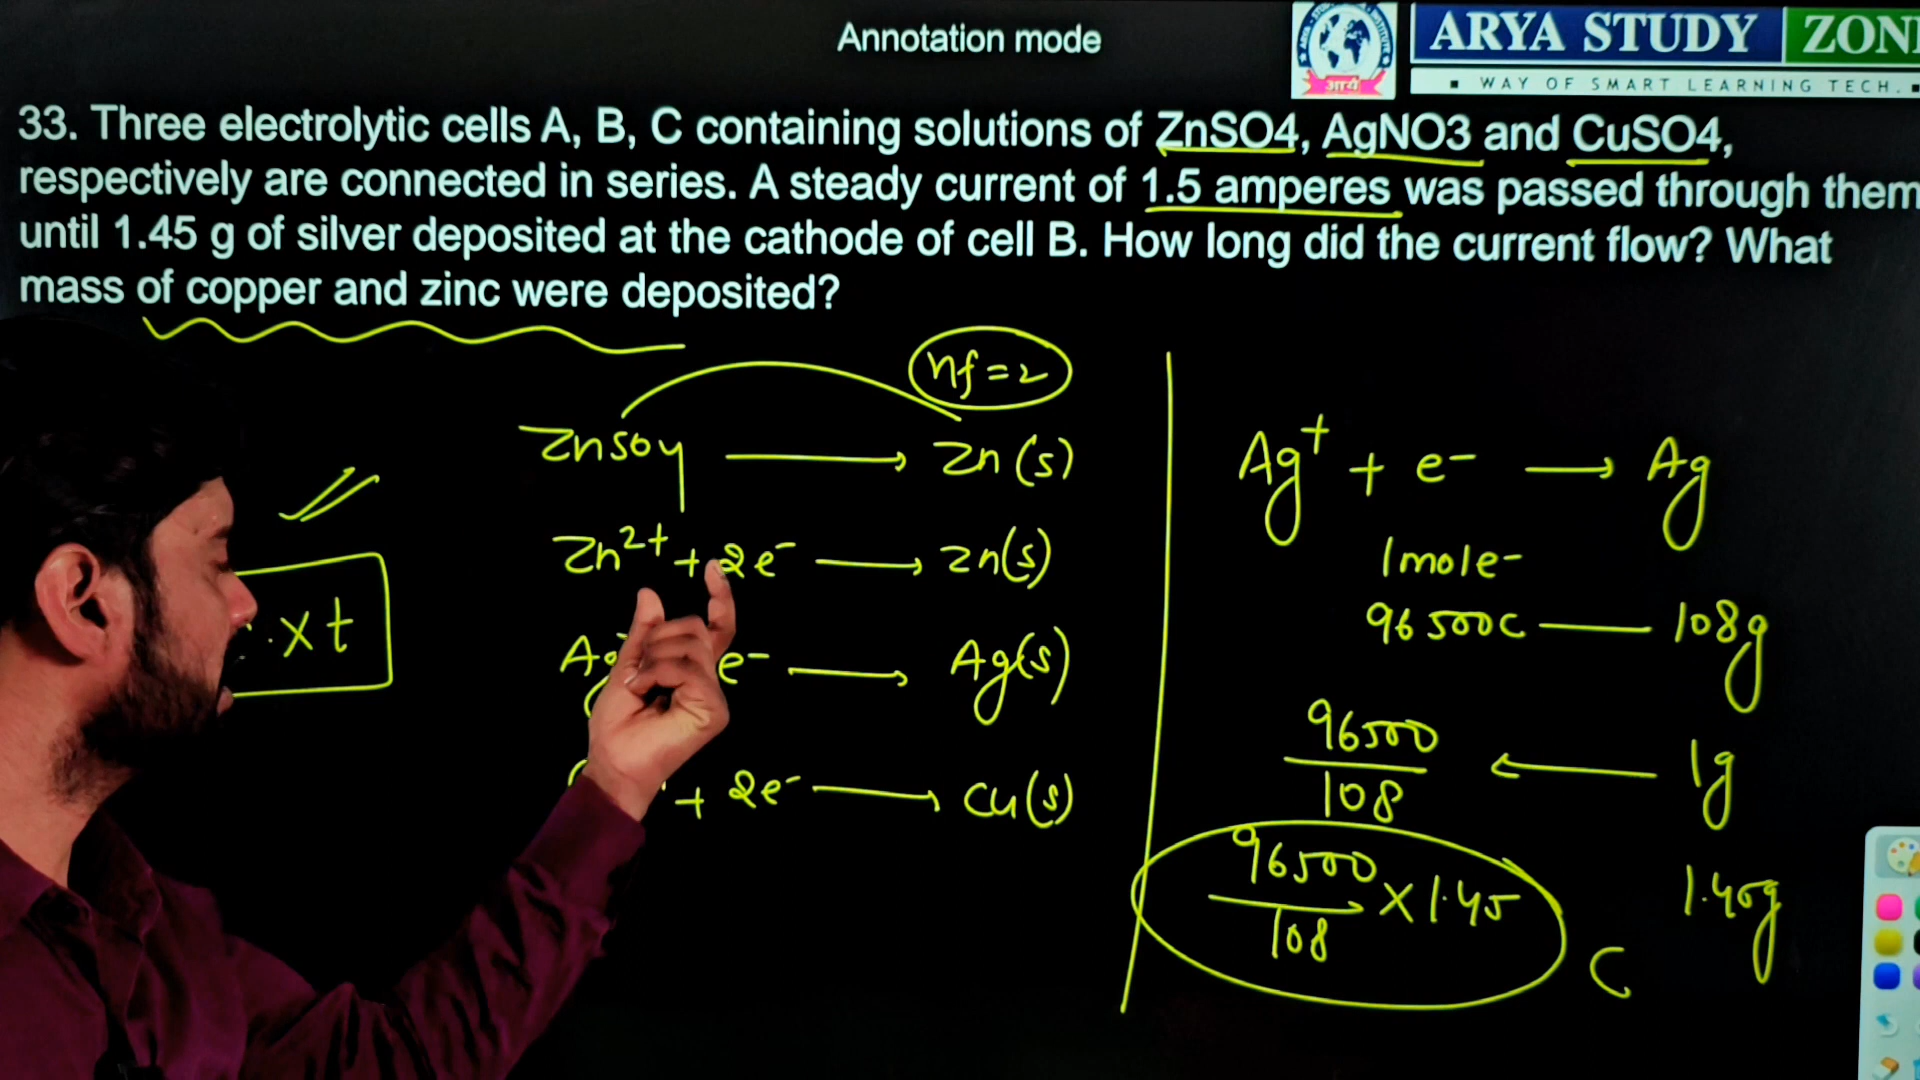 Annotation mode
ARYA STUDY ZON
WAY OF SMART LEARNING TECH.
आर्य
33. Three electrolytic cells A, B, C containing solutions of ZnSO4, AgNO3 and CuSO4,
respectively are connected in series. A steady current of 1.5 amperes was passed through them
until 1.45 g of silver deposited at the cathode of cell B. How long did the current flow? What
mass of copper and zinc were deposited?
nf=2
ZnSO4 → Zn(s)
Zn²⁺ + 2e⁻ → Zn(s)
Ag e⁻ → Ag(s)
+ 2e⁻ → Cu(s)
× t
Ag⁺ + e⁻ → Ag
1mole-
96500C — 108g
96500/108 ← 1g
96500/108 × 1.45 C 1.45g